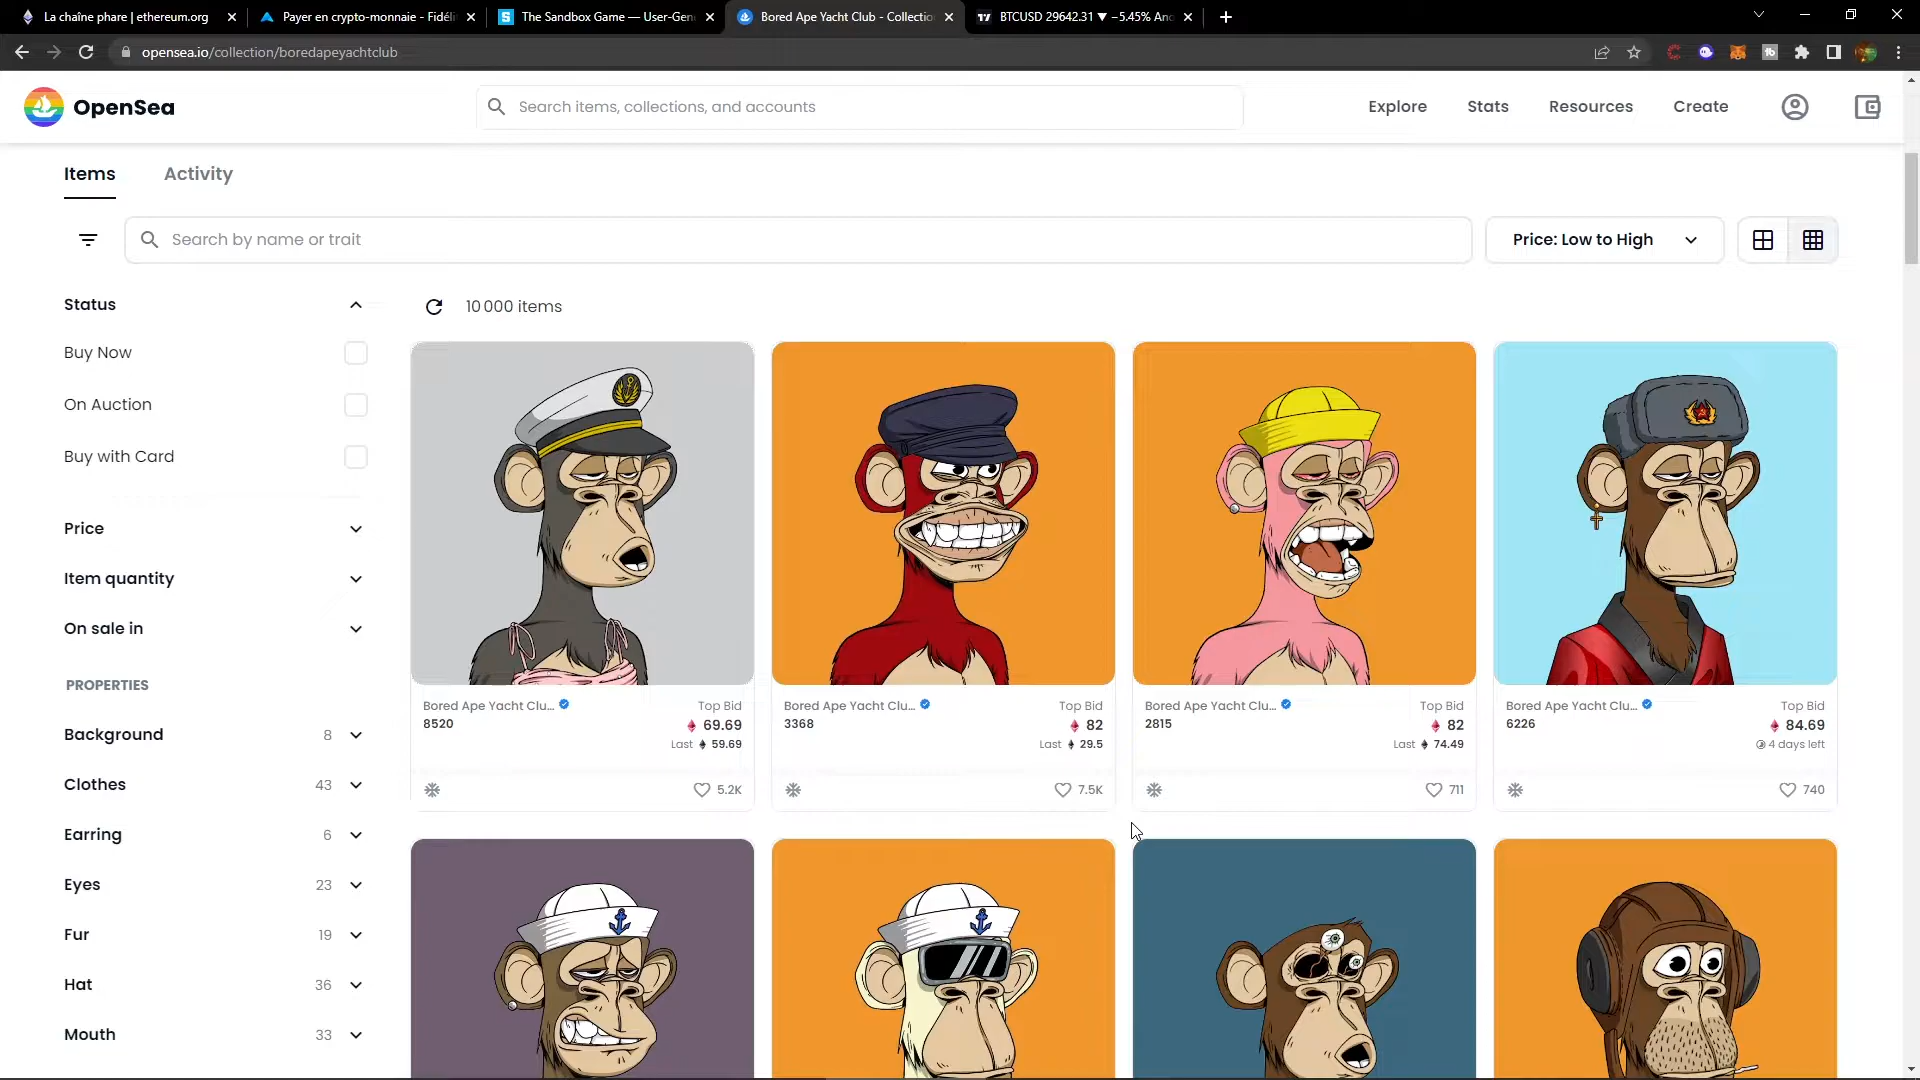 La chaîne phare | ethereum.org
Payer en crypto-monnaie - Fidéli
The Sandbox Game — User-Gen
Bored Ape Yacht Club - Collectio
BTCUSD 29642.31 ▼ −5.45% Ano
opensea.io/collection/boredapeyachtclub
OpenSea
Search items, collections, and accounts
Explore
Stats
Resources
Create
Items
Activity
Search by name or trait
Price: Low to High
Status
10 000 items
Buy Now
On Auction
Buy with Card
Price
Item quantity
On sale in
PROPERTIES
Background 8
Clothes 43
Earring 6
Eyes 23
Fur 19
Hat 36
Mouth 33
Bored Ape Yacht Clu... Top Bid
8520 69.69
Last 59.69
5.2K
Bored Ape Yacht Clu... Top Bid
3368 82
Last 29.5
7.5K
Bored Ape Yacht Clu... Top Bid
2815 82
Last 74.49
711
Bored Ape Yacht Clu... Top Bid
6226 84.69
4 days left
740